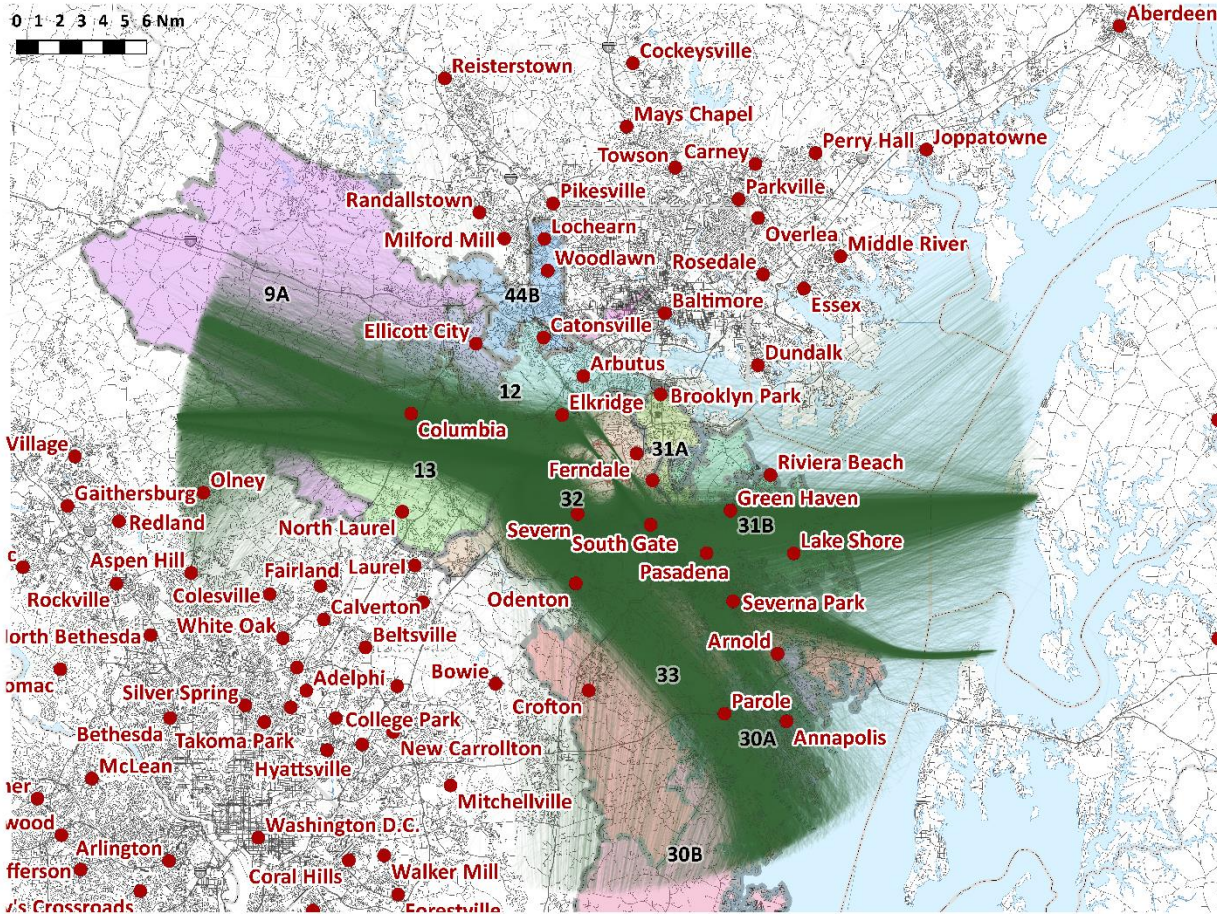 0 1 2 3 4 5 6 Nm
Aberdeen
Cockeysville
Reisterstown
Mays Chapel
Perry Hall
Joppatowne
Towson
Carney
Pikesville
Parkville
Randallstown
Lochearn
Overlea
Milford Mill
Middle River
Woodlawn
Rosedale
9A
44B
Baltimore
Essex
Ellicott City
Catonsville
Arbutus
Dundalk
12
Elkridge
Brooklyn Park
Columbia
Village
31A
13
Ferndale
Riviera Beach
Olney
Gaithersburg
32
Green Haven
Redland
North Laurel
Severn
South Gate
31B
Lake Shore
c
Aspen Hill
Fairland
Laurel
Pasadena
Rockville
Colesville
Odenton
Calverton
Severna Park
North Bethesda
White Oak
Beltsville
Arnold
omac
Adelphi
Bowie
33
Silver Spring
Crofton
Parole
Bethesda
Takoma Park
College Park
30A
Annapolis
New Carrollton
McLean
Hyattsville
ner
Mitchellville
wood
Washington D.C.
Arlington
30B
fferson
Coral Hills
Walker Mill
y's Crossroads
Forestville